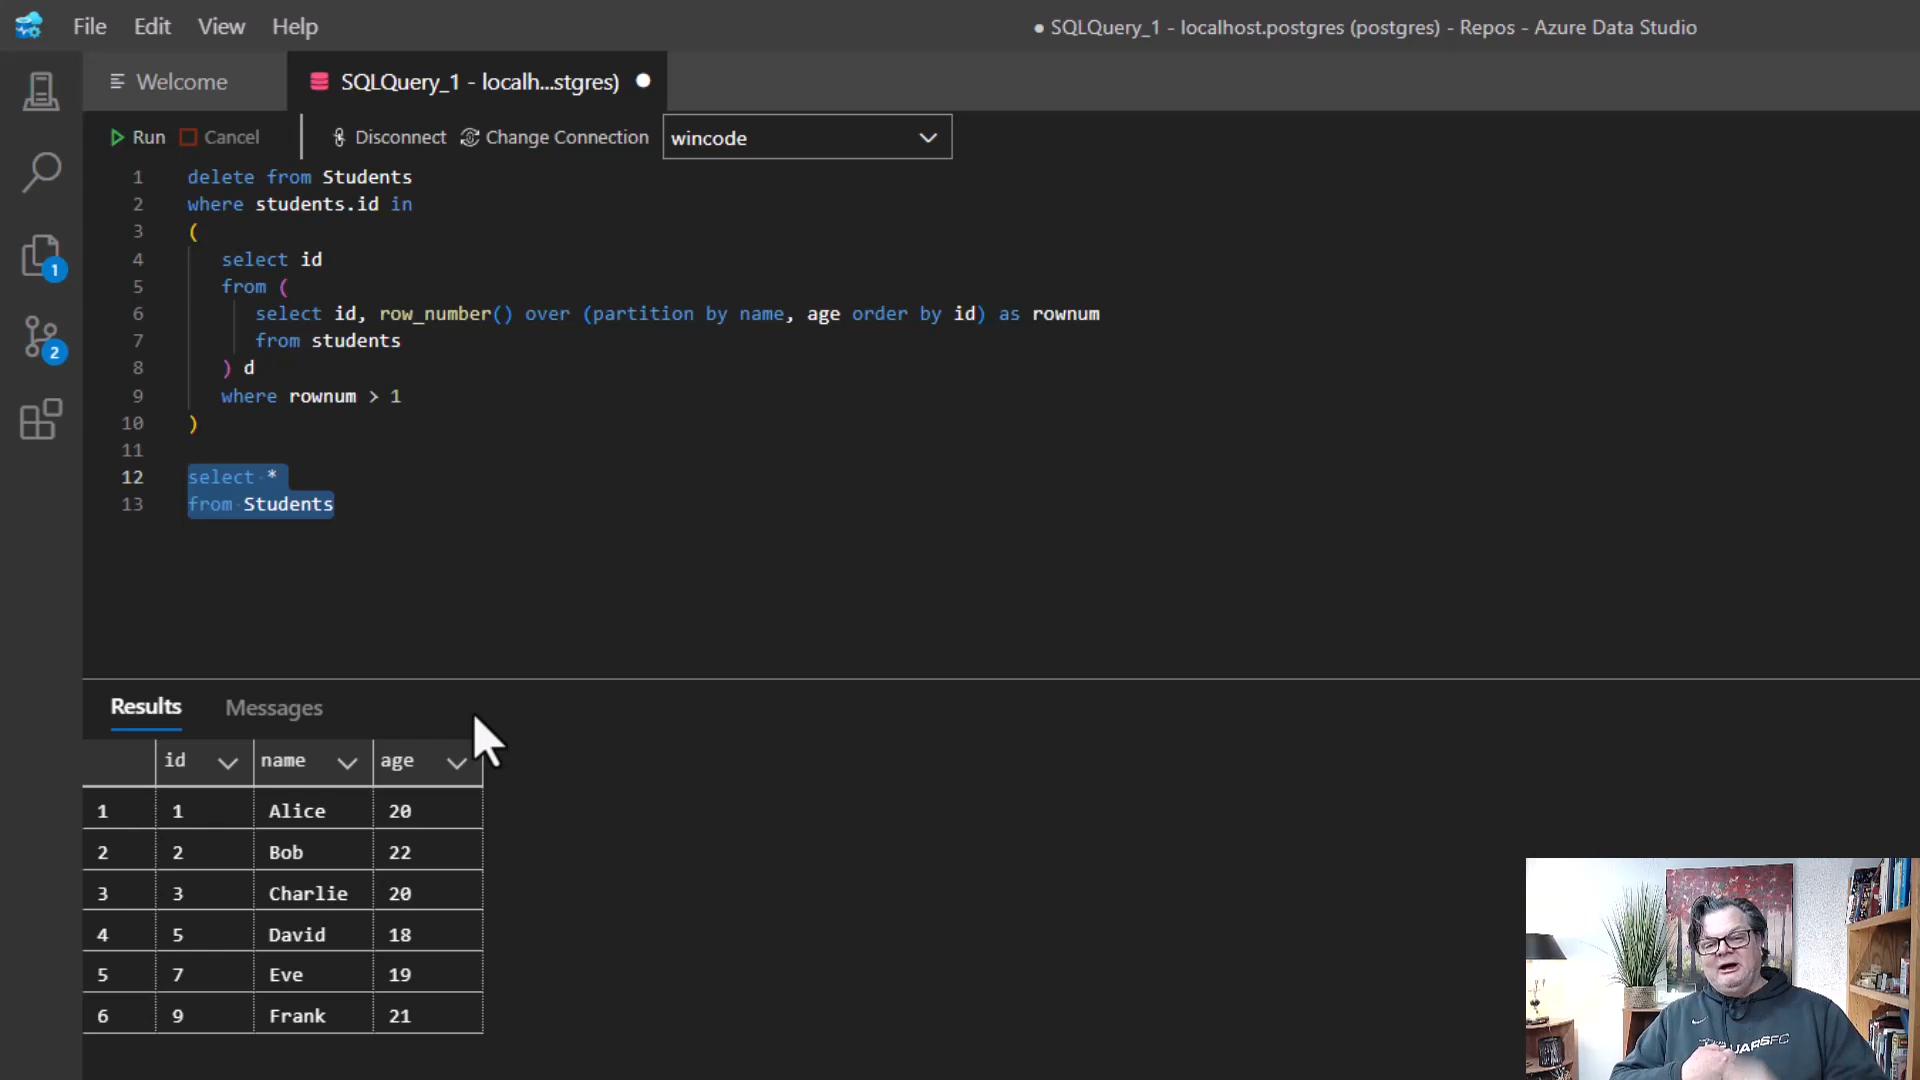 File Edit View Help
● SQLQuery_1 - localhost.postgres (postgres) - Repos - Azure Data Studio
Welcome
SQLQuery_1 - localh...stgres)
Run Cancel Disconnect Change Connection wincode
1 delete from Students
2 where students.id in
3 (
4 select id
5 from (
6 select id, row_number() over (partition by name, age order by id) as rownum
7 from students
8 ) d
9 where rownum > 1
10 )
11
12 select *
13 from Students
1
2
Results Messages
id name age
1 1 Alice 20
2 2 Bob 22
3 3 Charlie 20
4 5 David 18
5 7 Eve 19
6 9 Frank 21